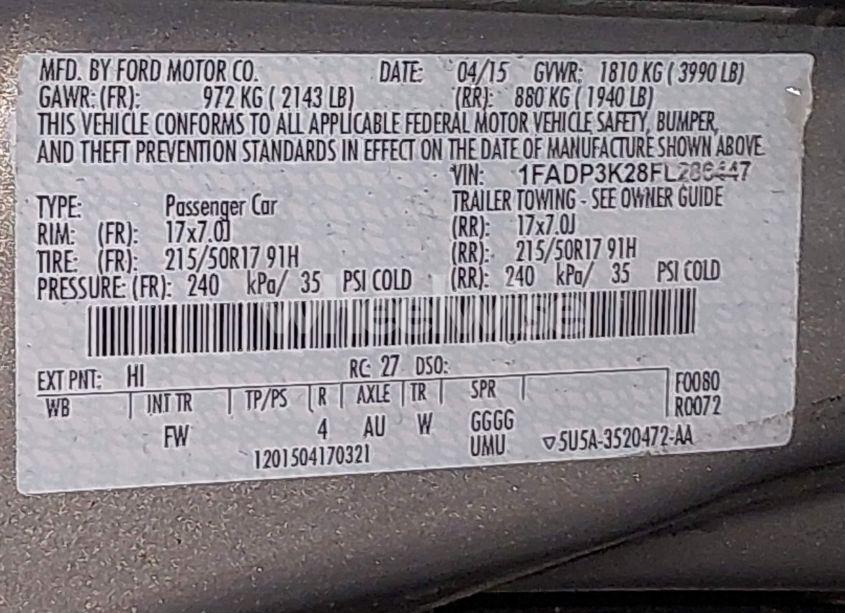 MFD. BY FORD MOTOR CO. DATE: 04/15 GVWR: 1810 KG ( 3990 LB)
GAWR: (FR): 972 KG ( 2143 LB) (RR): 880 KG ( 1940 LB)
THIS VEHICLE CONFORMS TO ALL APPLICABLE FEDERAL MOTOR VEHICLE SAFETY, BUMPER,
AND THEFT PREVENTION STANDARDS IN EFFECT ON THE DATE OF MANUFACTURE SHOWN ABOVE.
VIN:
TYPE: Passenger Car TRAILER TOWING - SEE OWNER GUIDE
RIM: (FR): 17x7.0J (RR): 17x7.0J
TIRE: (FR): 215/50R17 91H (RR): 215/50R17 91H
PRESSURE: (FR): 240 kPa/ 35 PSI COLD (RR): 240 kPa/ 35 PSI COLD
wheelwise
EXT PNT: HI RC: 27 DSO:
WB INT TR TP/PS R AXLE TR SPR F0080
FW 4 AU W GGGG R0072
1201504170321 UMU 5U5A-3520472-AA